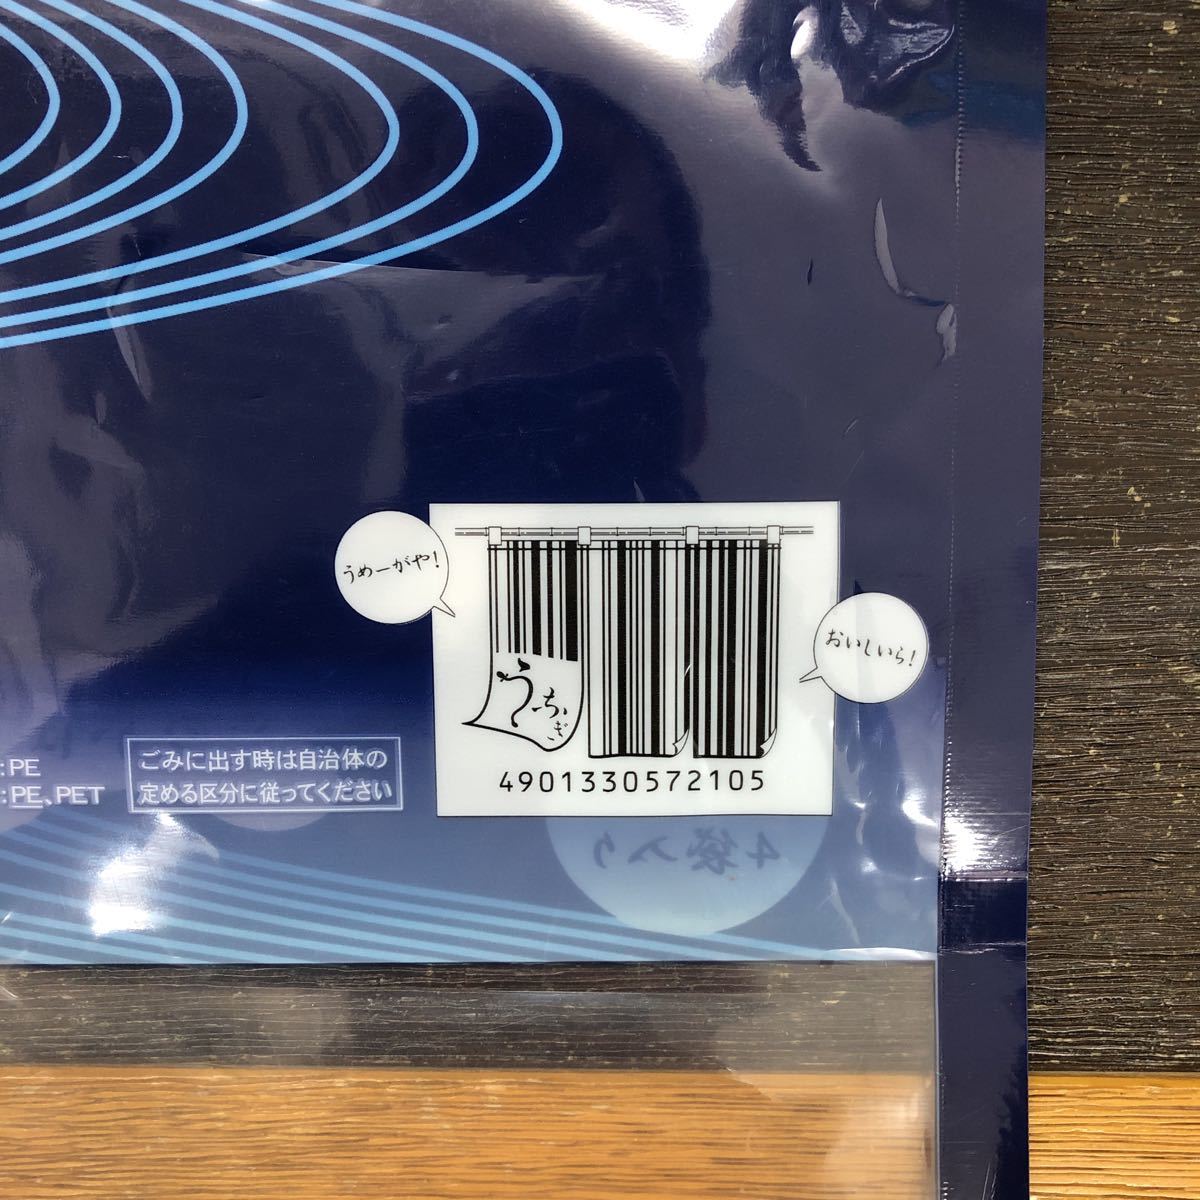 うめーがや!
おいしいら!
うなぎ
4901330572105
:PE
:PE、PET
ごみに出す時は自治体の
定める区分に従ってください
4袋入り